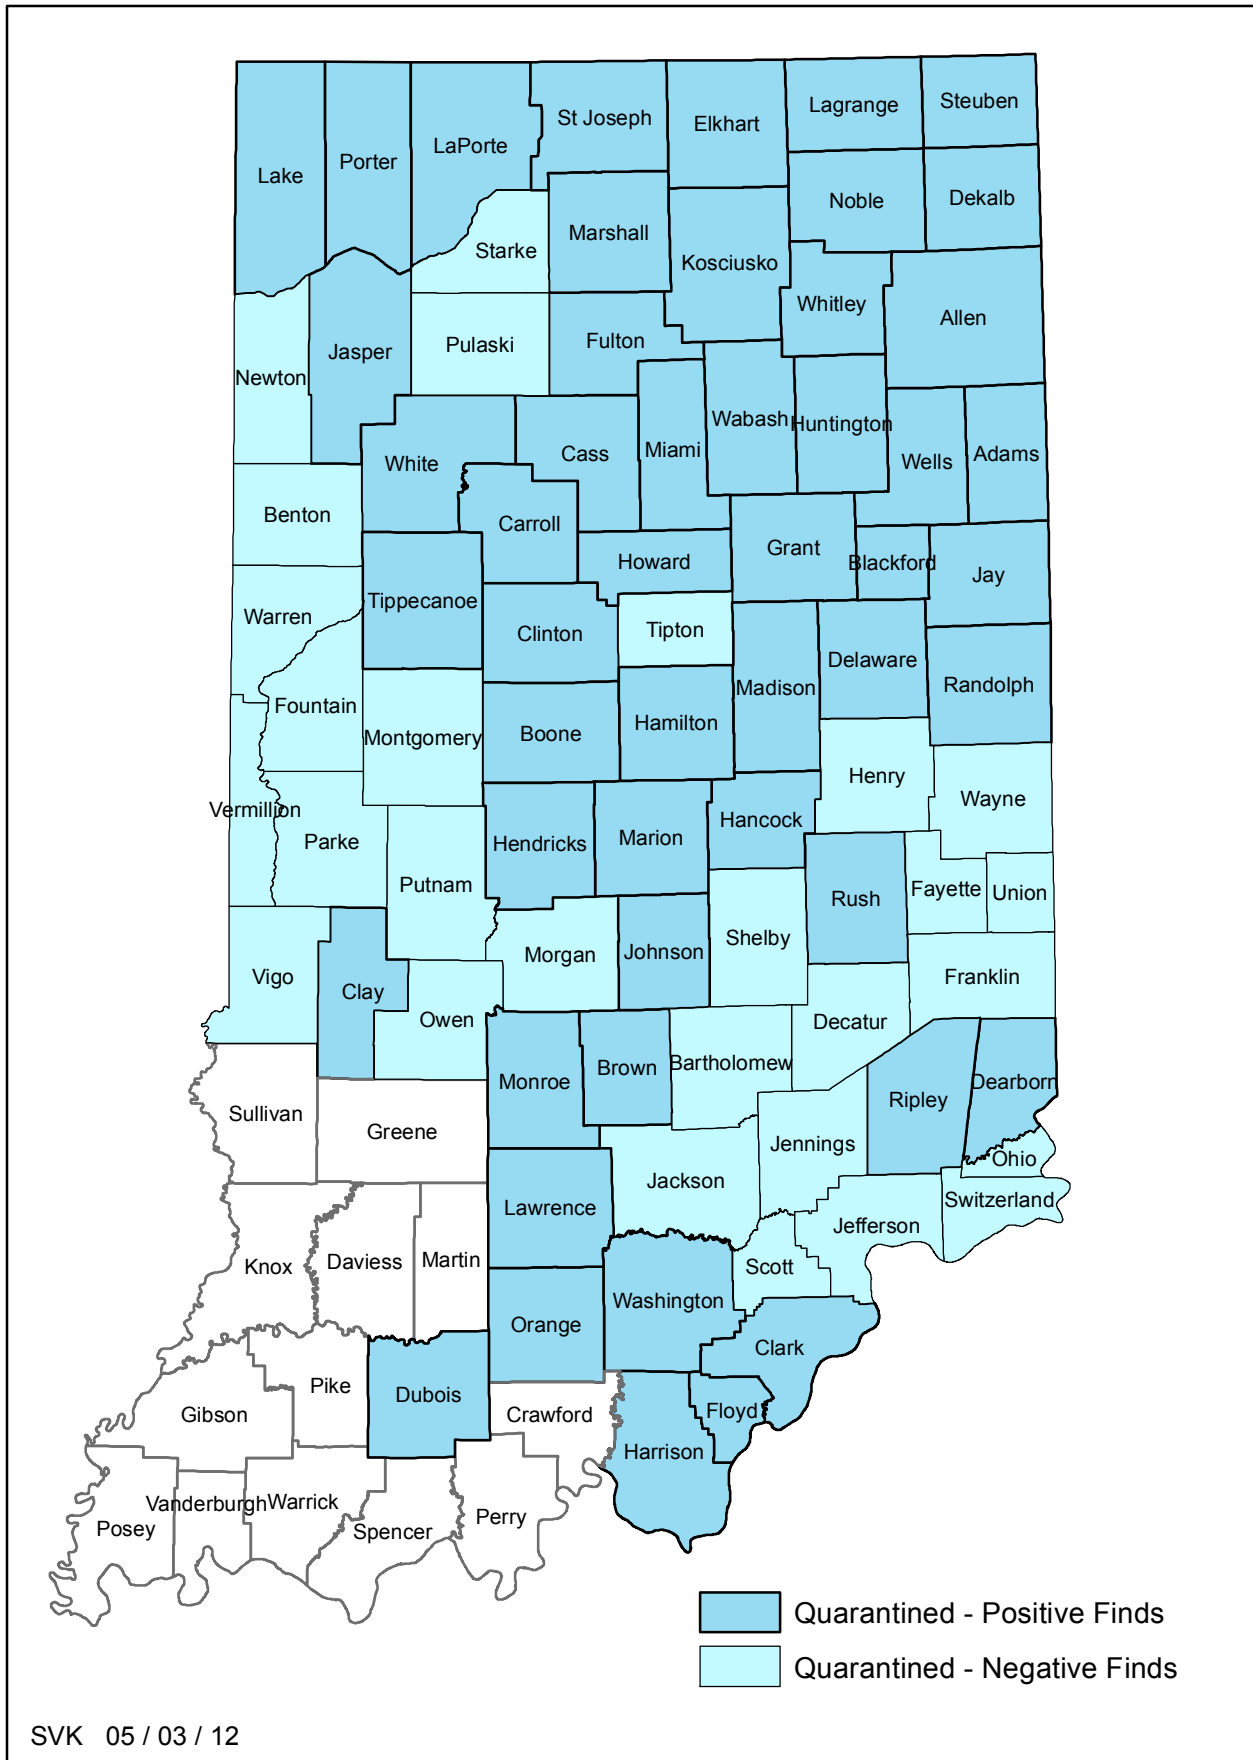 Steuben
Lagrange
St Joseph
Elkhart
LaPorte
Porter
Lake
Noble
Dekalb
Marshall
Starke
Kosciusko
Whitley
Allen
Fulton
Pulaski
Jasper
Newton
Wabash
Huntington
Miami
Cass
Adams
Wells
White
Benton
Carroll
Grant
Howard
Blackford
Jay
Tippecanoe
Warren
Clinton
Tipton
Delaware
Randolph
Madison
Fountain
Hamilton
Boone
Montgomery
Henry
Wayne
Vermillion
Hancock
Marion
Hendricks
Parke
Putnam
Rush
Fayette
Union
Shelby
Johnson
Morgan
Vigo
Franklin
Clay
Owen
Decatur
Bartholomew
Brown
Monroe
Dearborn
Ripley
Sullivan
Greene
Jennings
Ohio
Jackson
Switzerland
Lawrence
Jefferson
Knox
Daviess
Martin
Scott
Washington
Orange
Clark
Dubois
Pike
Gibson
Crawford
Floyd
Harrison
Vanderburgh
Warrick
Perry
Posey
Spencer
Quarantined - Positive Finds
Quarantined - Negative Finds
SVK 05 / 03 / 12